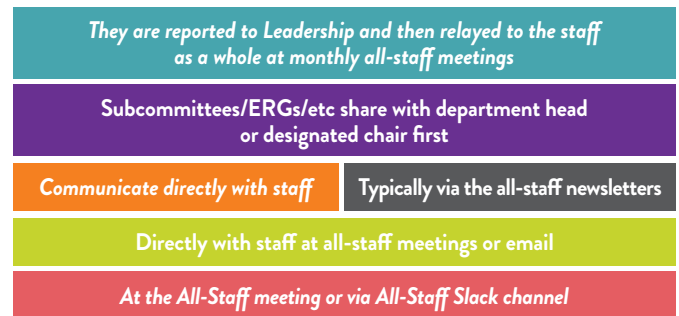 They are reported to Leadership and then relayed to the staff
as a whole at monthly all-staff meetings
Subcommittees/ERGs/etc share with department head
or designated chair first
Communicate directly with staff
Typically via the all-staff newsletters
Directly with staff at all-staff meetings or email
At the All-Staff meeting or via All-Staff Slack channel